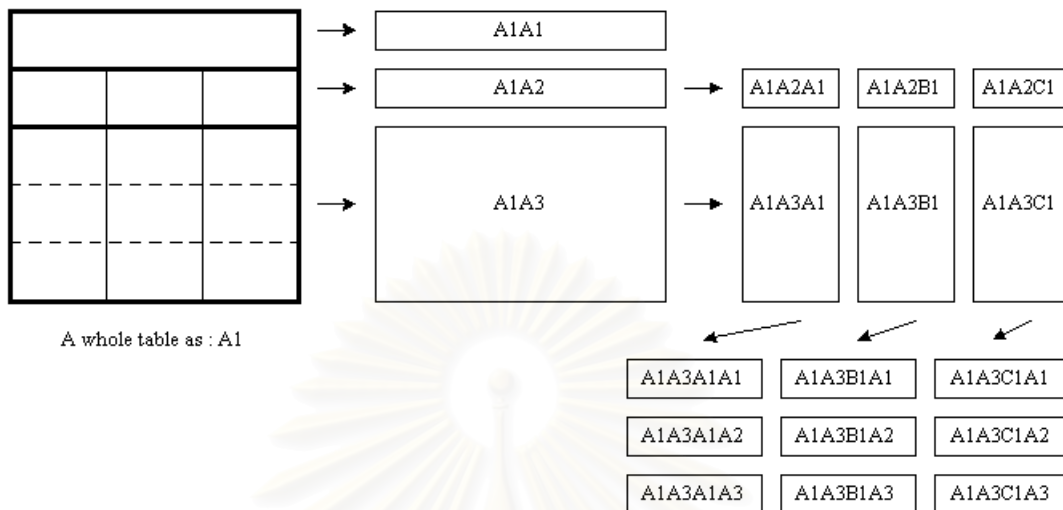 A1A1
A1A2
A1A2A1 A1A2B1 A1A2C1
A1A3
A1A3A1 A1A3B1 A1A3C1
A whole table as : A1
A1A3A1A1 A1A3B1A1 A1A3C1A1
A1A3A1A2 A1A3B1A2 A1A3C1A2
A1A3A1A3 A1A3B1A3 A1A3C1A3